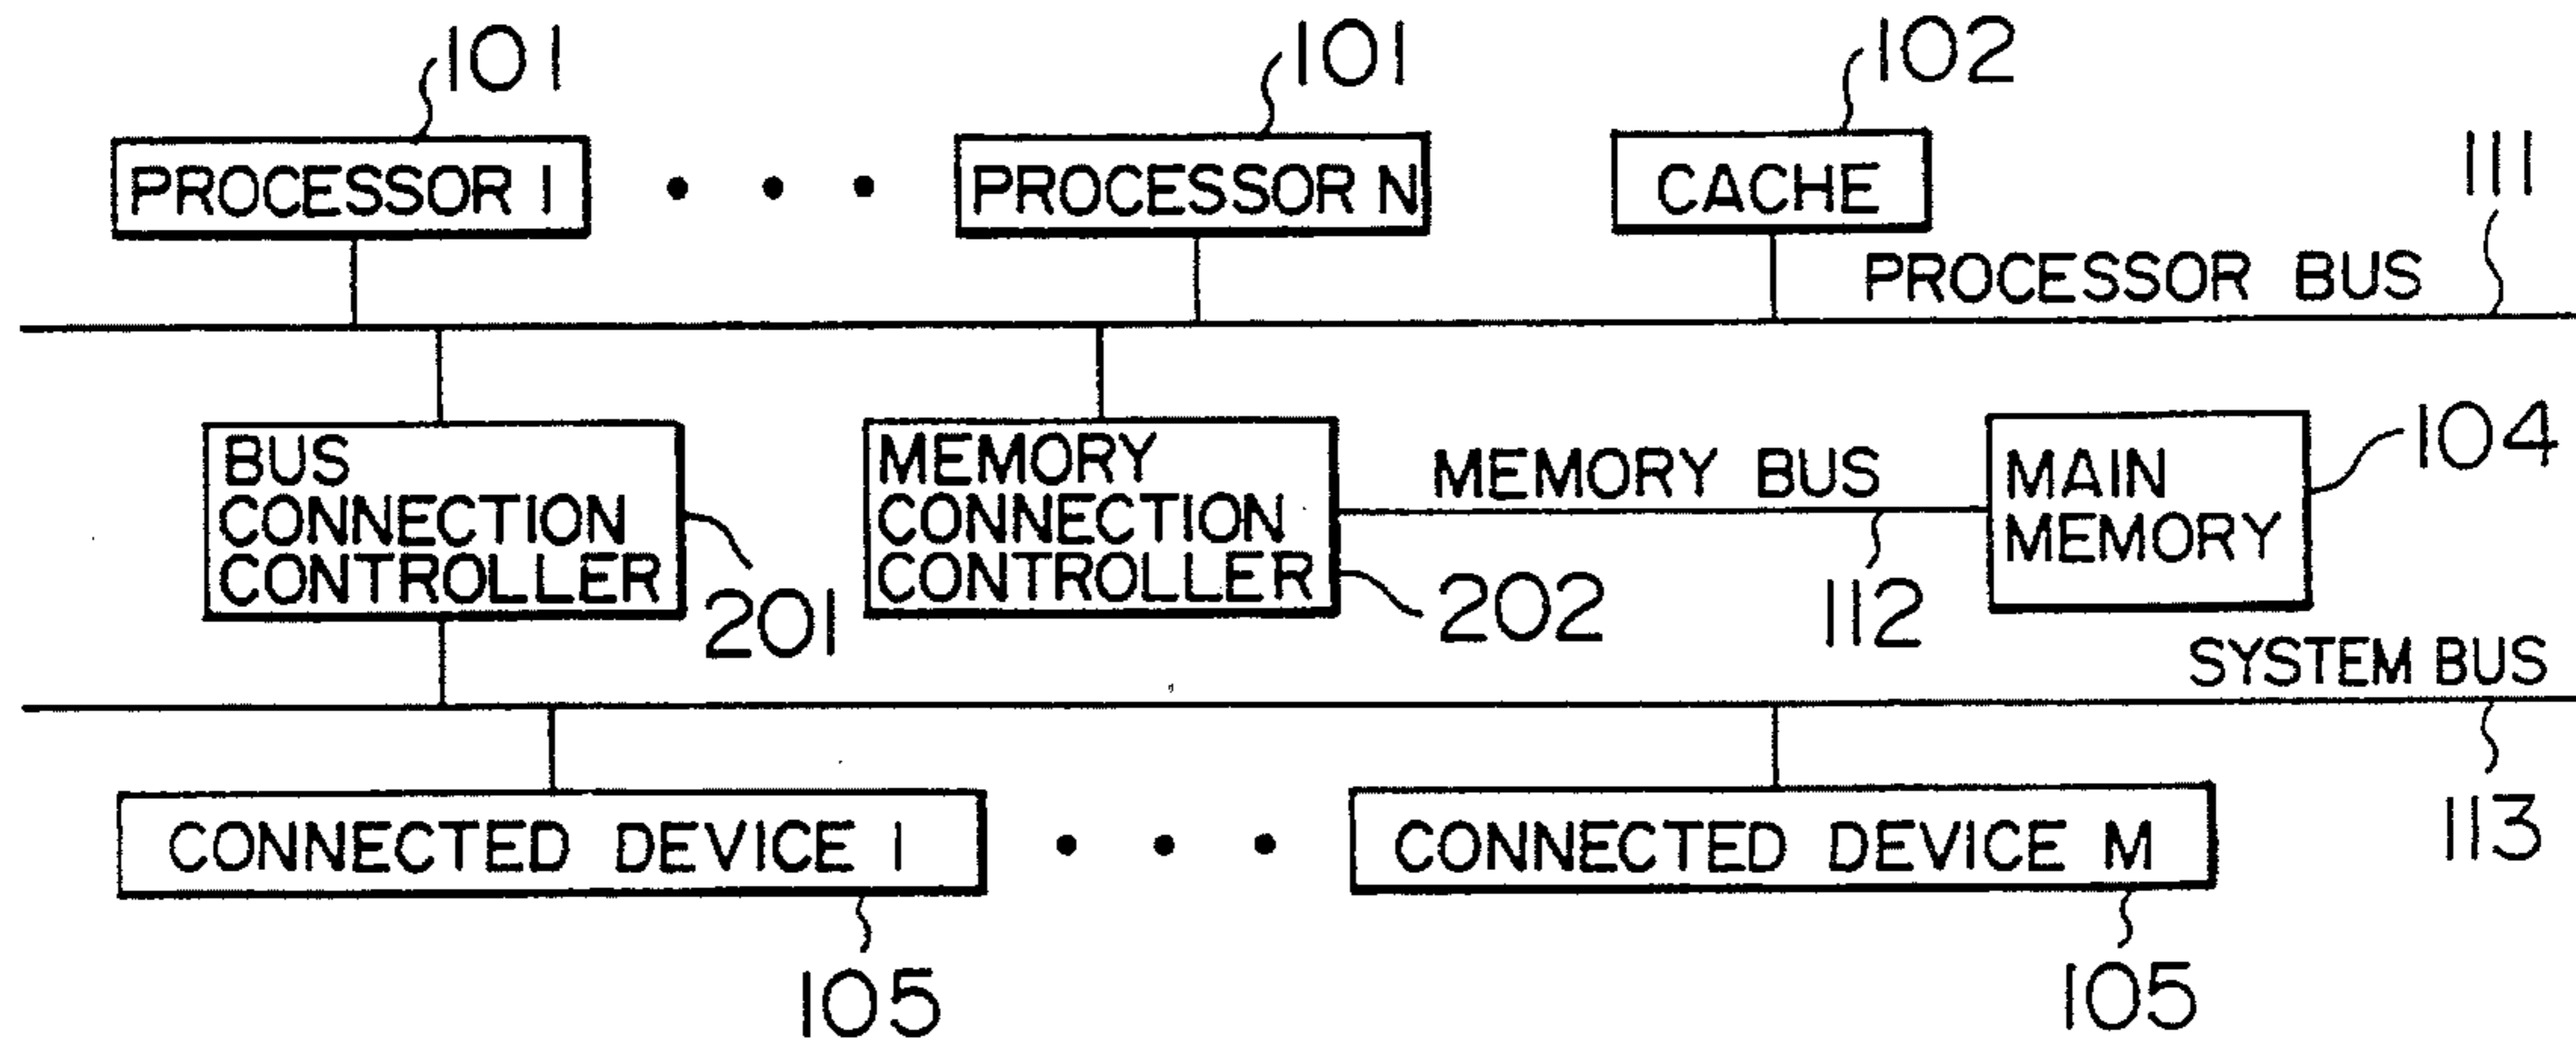 101
101
102
PROCESSOR 1
PROCESSOR N
CACHE
111
PROCESSOR BUS
BUS
CONNECTION
CONTROLLER
201
MEMORY
CONNECTION
CONTROLLER
202
MEMORY BUS
112
MAIN
MEMORY
104
SYSTEM BUS
113
CONNECTED DEVICE 1
CONNECTED DEVICE M
105
105